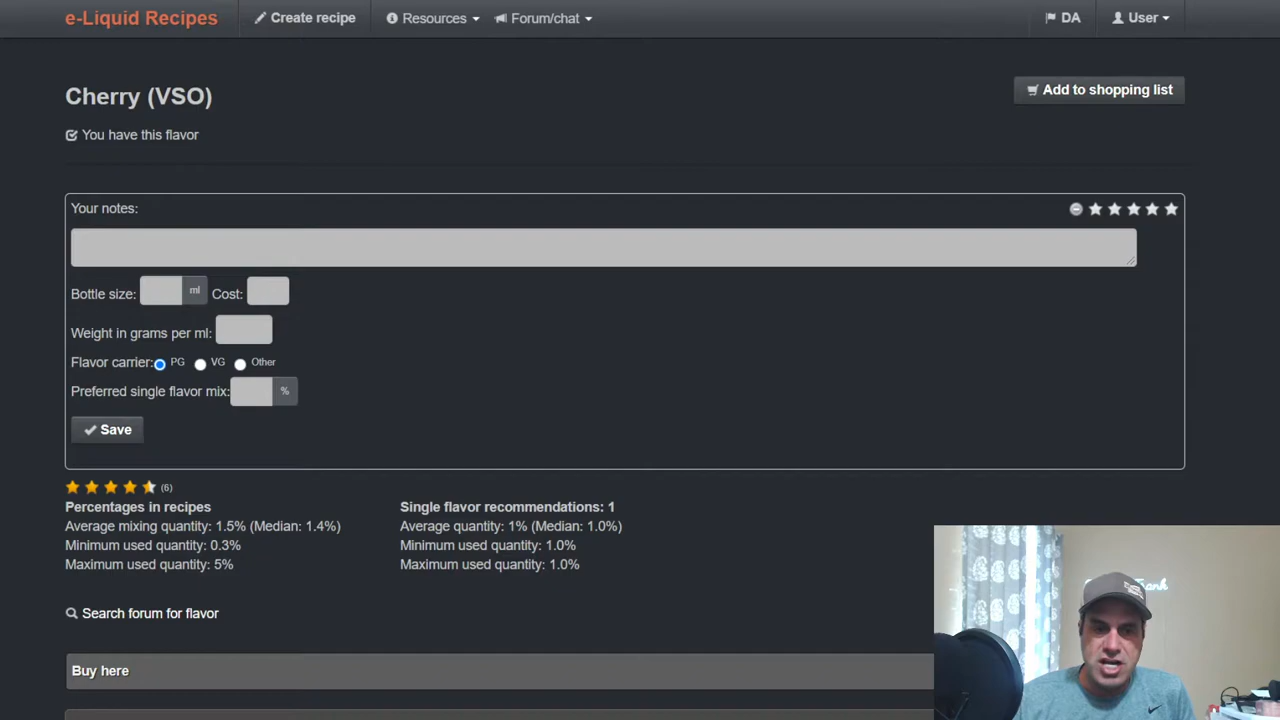 e-Liquid Recipes Create recipe Resources Forum/chat DA User
Cherry (VSO)
Add to shopping list
You have this flavor
Your notes:
Bottle size: ml Cost:
Weight in grams per ml:
Flavor carrier: PG VG Other
Preferred single flavor mix: %
Save
(6)
Percentages in recipes
Average mixing quantity: 1.5% (Median: 1.4%)
Minimum used quantity: 0.3%
Maximum used quantity: 5%
Single flavor recommendations: 1
Average quantity: 1% (Median: 1.0%)
Minimum used quantity: 1.0%
Maximum used quantity: 1.0%
Search forum for flavor
Buy here